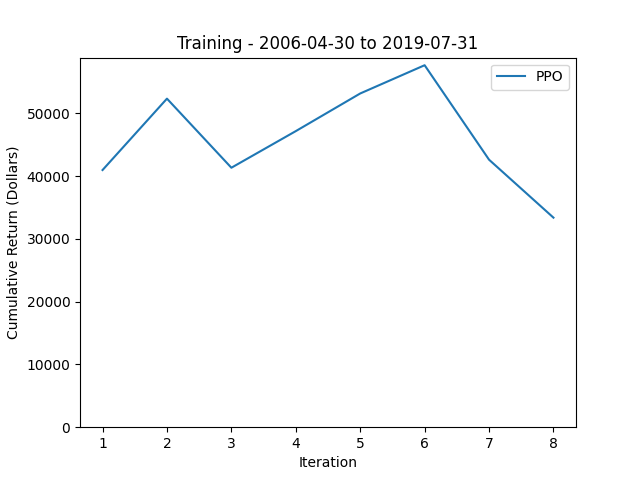 Training - 2006-04-30 to 2019-07-31
PPO
Cumulative Return (Dollars)
50000
40000
30000
20000
10000
0
1 2 3 4 5 6 7 8
Iteration